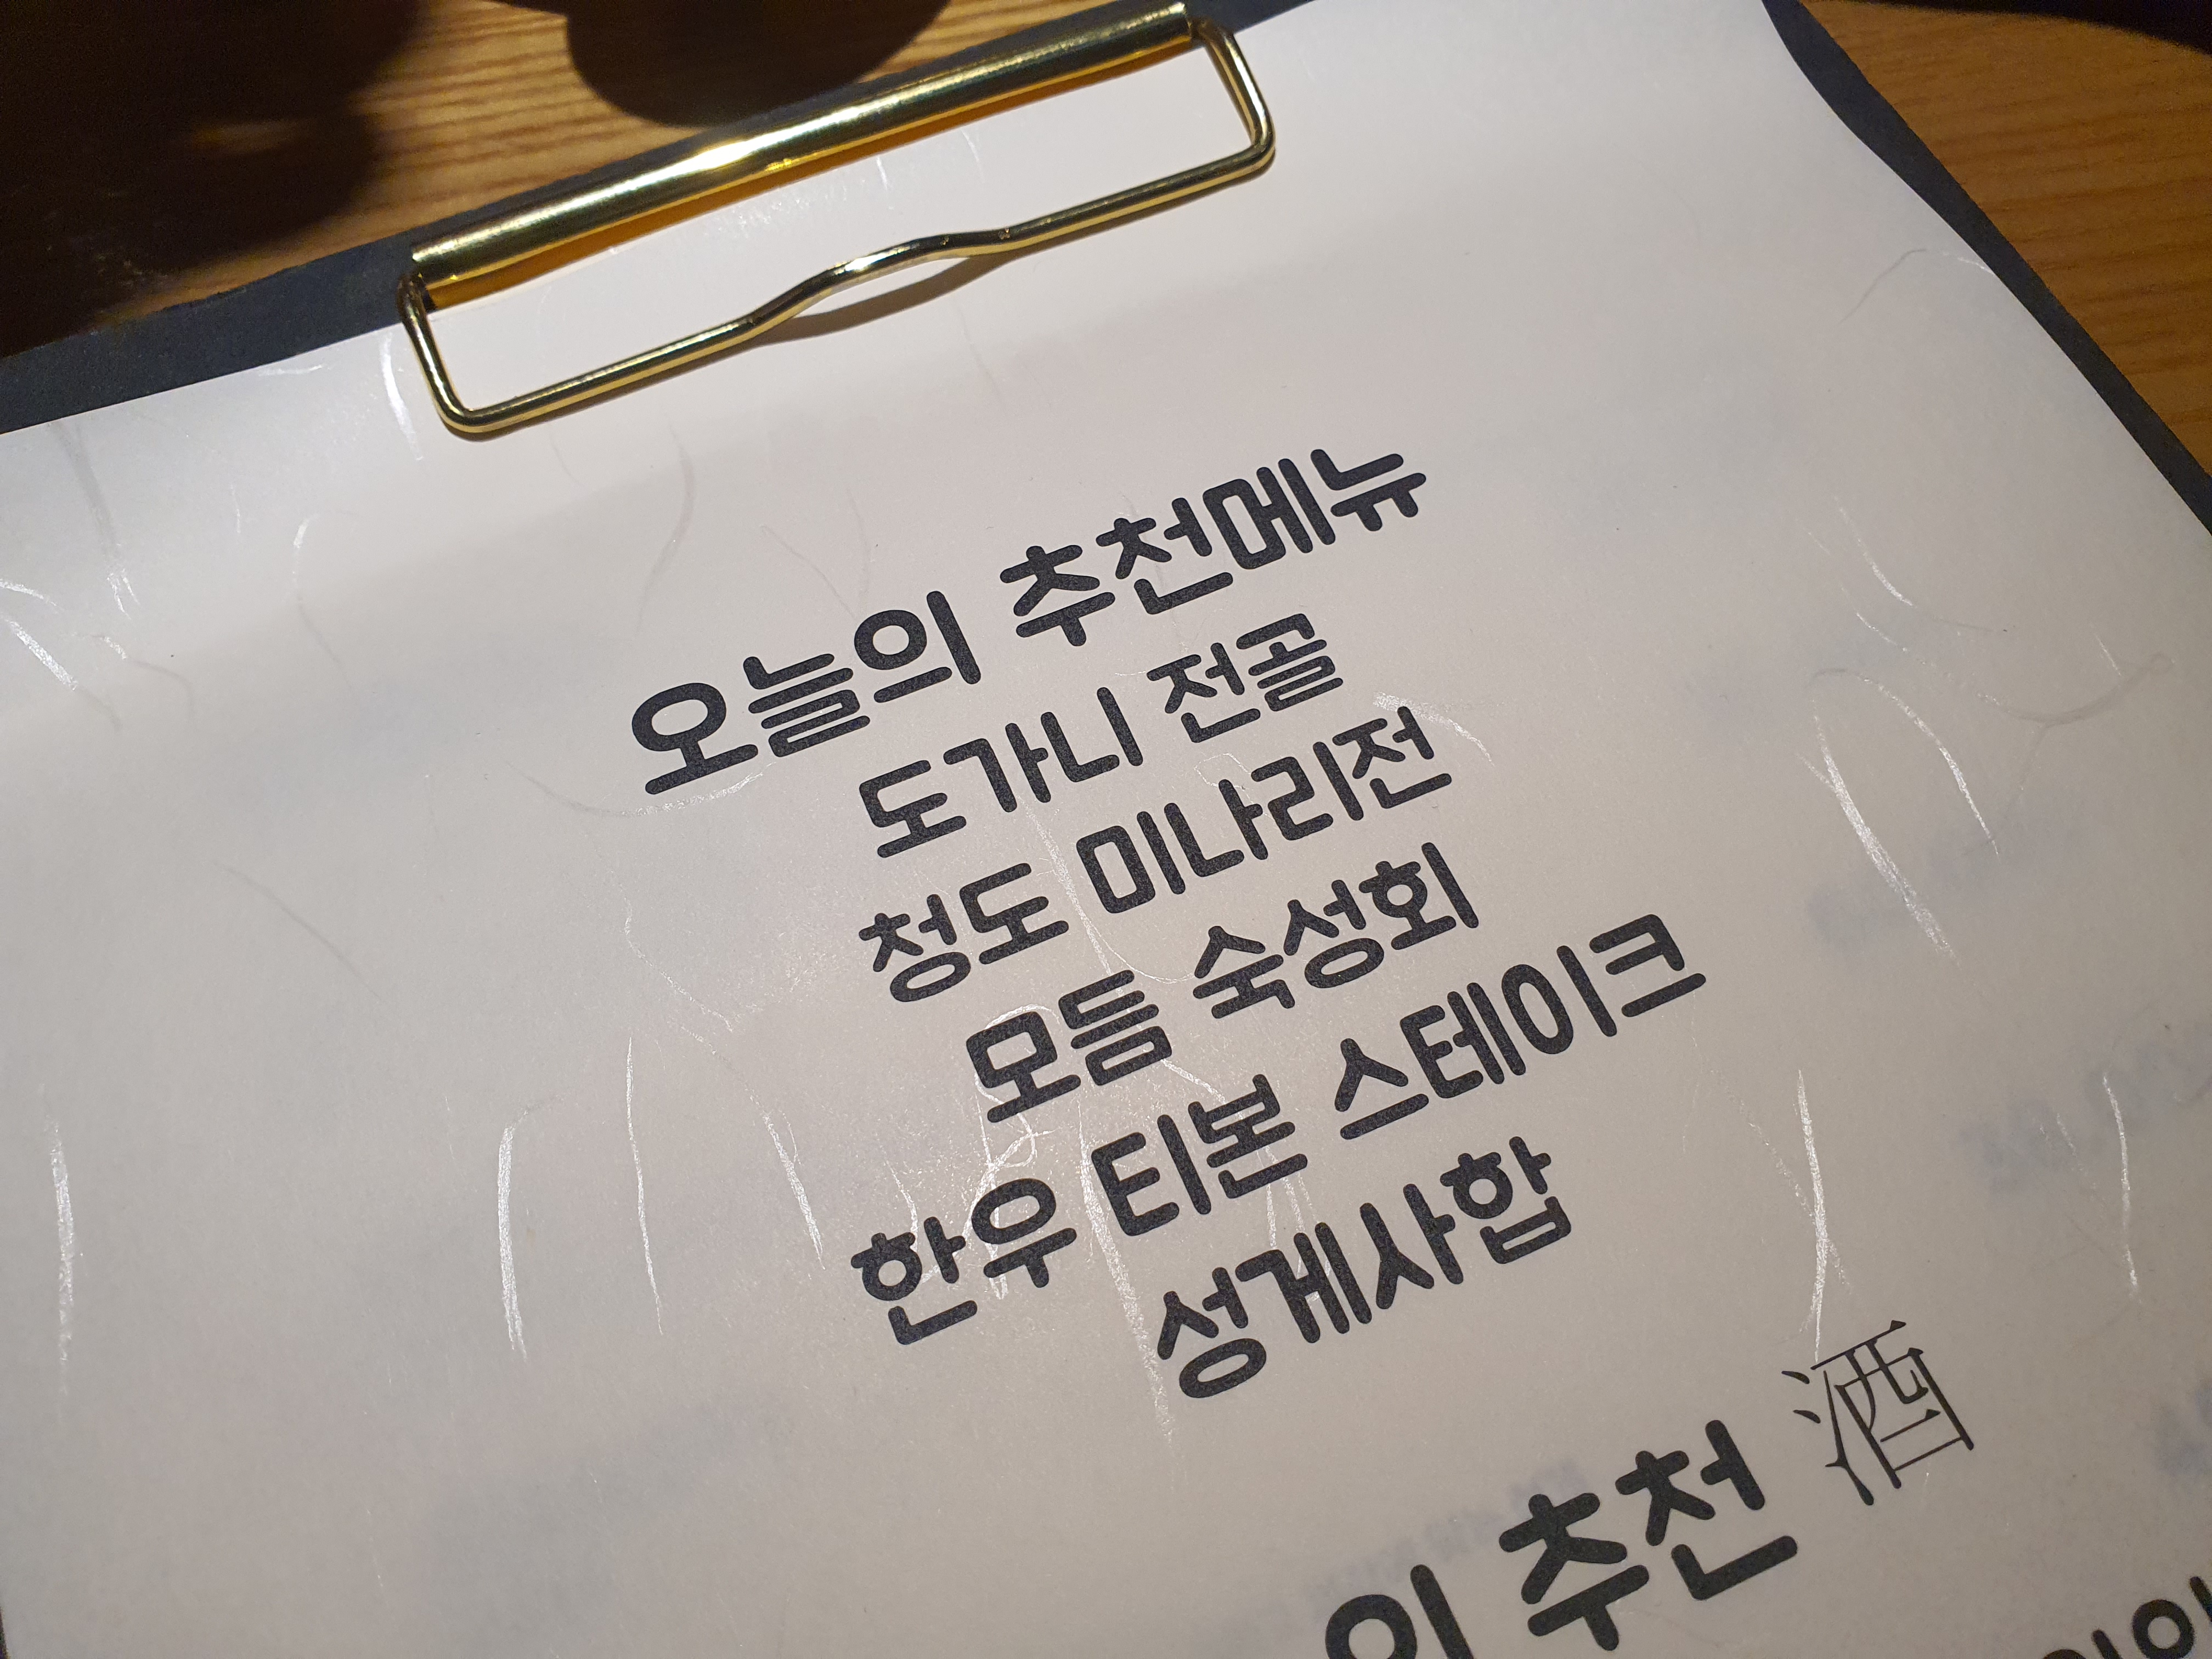 오늘의 추천메뉴
도가니 전골
청도 미나리전
모듬 숙성회
한우 티본 스테이크
성게사합
의 추천 酒